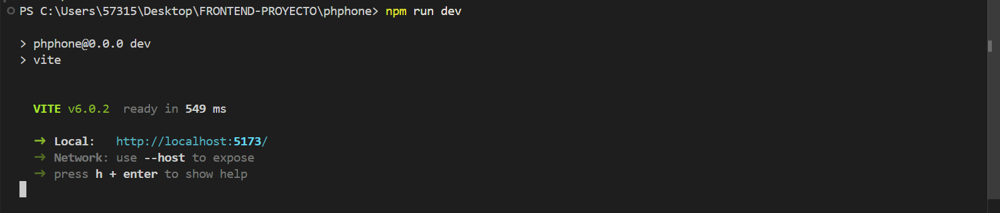 PS C:\Users\57315\Desktop\FRONTEND-PROYECTO\phphone> npm run dev
> phphone@0.0.0 dev
> vite
VITE v6.0.2  ready in 549 ms
➜  Local:   http://localhost:5173/
➜  Network: use --host to expose
➜  press h + enter to show help